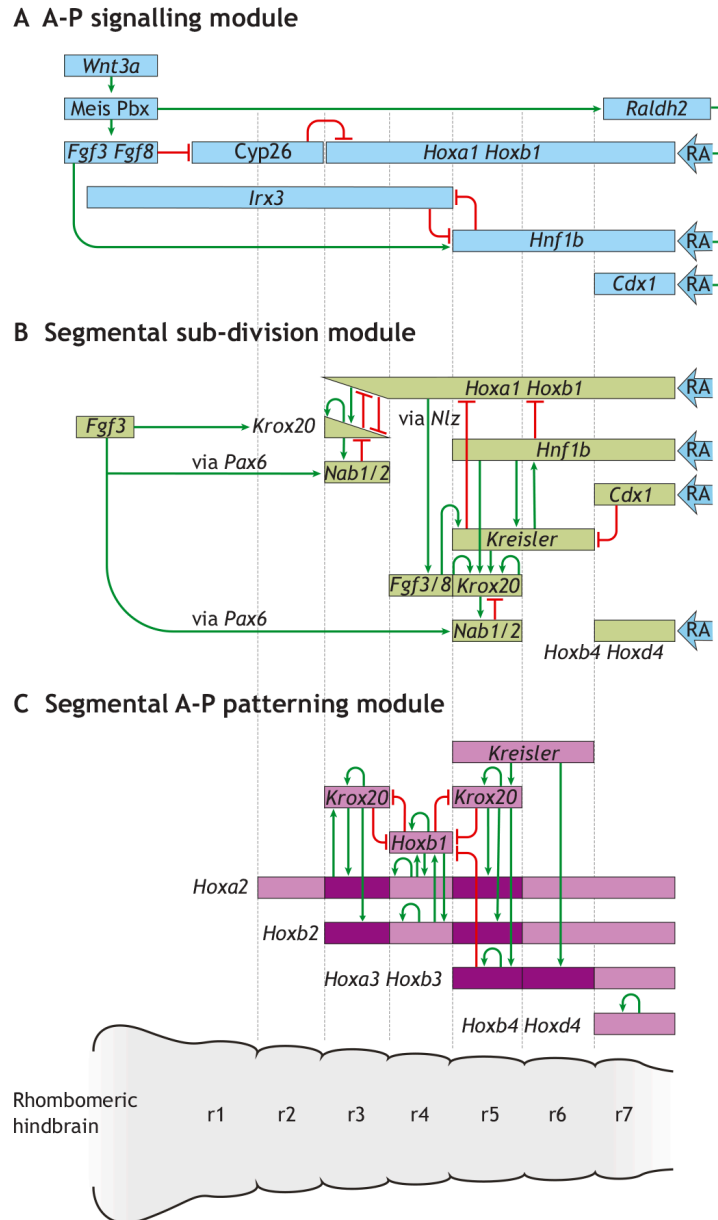 A A-P signalling module
Wnt3a
Meis Pbx
Raldh2
Fgf3 Fgf8
Cyp26
Hoxa1 Hoxb1
RA
Irx3
Hnf1b
RA
Cdx1
RA
B Segmental sub-division module
Hoxa1 Hoxb1
RA
Fgf3
Krox20
via Nlz
Hnf1b
RA
via Pax6
Nab1/2
Cdx1
RA
Kreisler
Fgf3/8
Krox20
via Pax6
Nab1/2
RA
Hoxb4 Hoxd4
C Segmental A-P patterning module
Kreisler
Krox20
Krox20
Hoxb1
Hoxa2
Hoxb2
Hoxa3 Hoxb3
Hoxb4 Hoxd4
Rhombomeric
hindbrain
r1 r2 r3 r4 r5 r6 r7